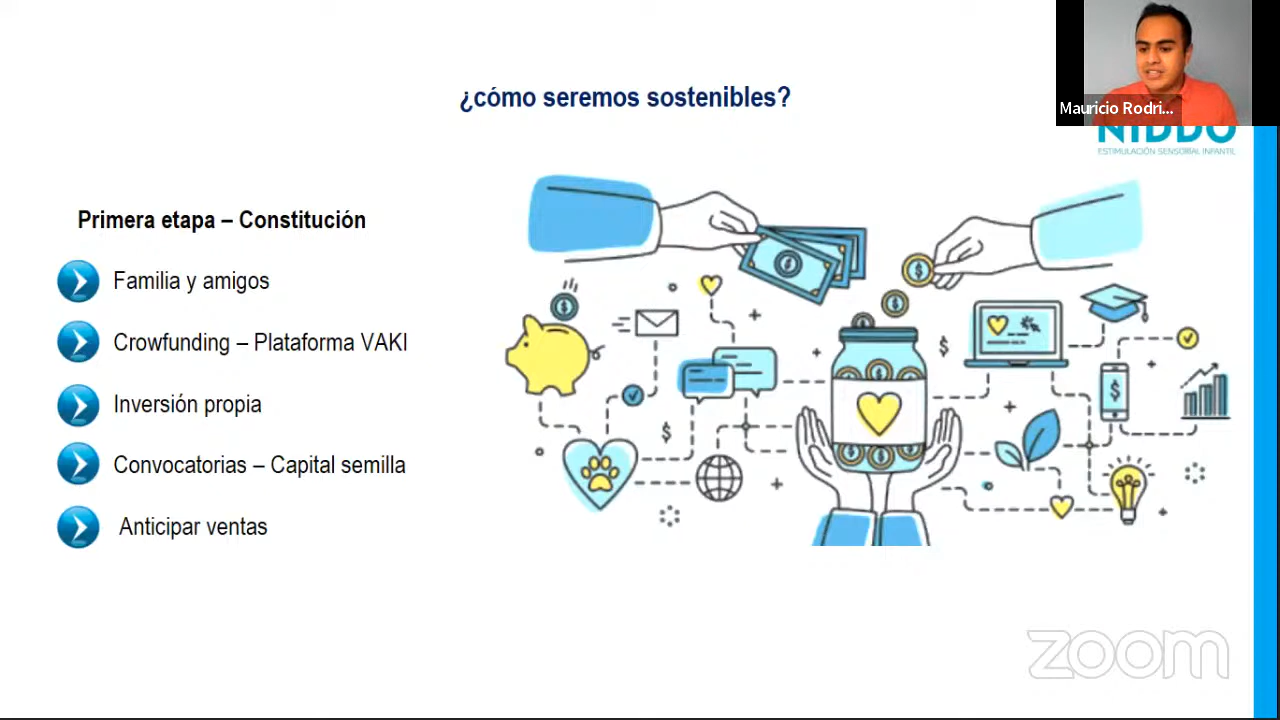 ¿cómo seremos sostenibles?
Mauricio Rodri...
NIDDO
ESTIMULACIÓN SENSORIAL INFANTIL
Primera etapa – Constitución
Familia y amigos
Crowfunding – Plataforma VAKI
Inversión propia
Convocatorias – Capital semilla
Anticipar ventas
zoom